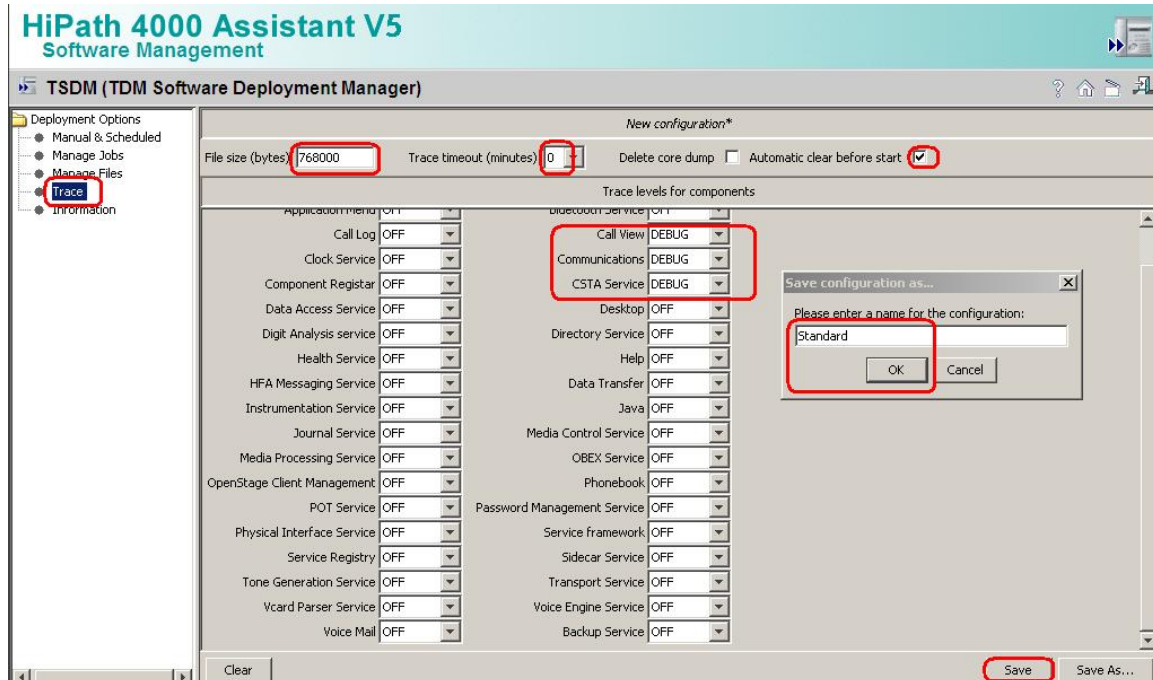 HiPath 4000 Assistant V5
Software Management
TSDM (TDM Software Deployment Manager)
?
Deployment Options
Manual & Scheduled
Manage Jobs
Manage Files
Trace
Information
New configuration*
File size (bytes) 768000 Trace timeout (minutes) 0 Delete core dump Automatic clear before start
Trace levels for components
Application Menu OFF Bluetooth Service OFF
Call Log OFF Call View DEBUG
Clock Service OFF Communications DEBUG
Component Registar OFF CSTA Service DEBUG
Data Access Service OFF Desktop OFF
Digit Analysis service OFF Directory Service OFF
Health Service OFF Help OFF
HFA Messaging Service OFF Data Transfer OFF
Instrumentation Service OFF Java OFF
Journal Service OFF Media Control Service OFF
Media Processing Service OFF OBEX Service OFF
OpenStage Client Management OFF Phonebook OFF
POT Service OFF Password Management Service OFF
Physical Interface Service OFF Service framework OFF
Service Registry OFF Sidecar Service OFF
Tone Generation Service OFF Transport Service OFF
Vcard Parser Service OFF Voice Engine Service OFF
Voice Mail OFF Backup Service OFF
Save configuration as...
Please enter a name for the configuration:
Standard
OK Cancel
Clear Save Save As...